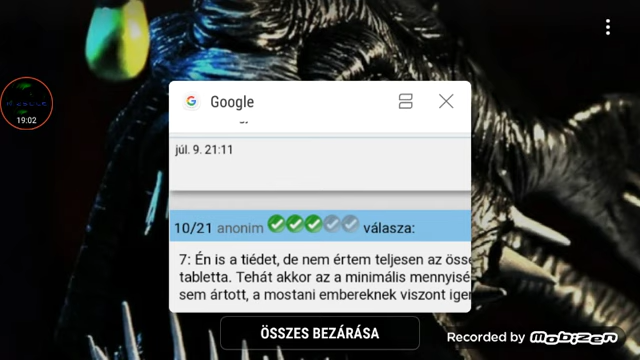 Google
júl. 9. 21:11
19:02
10/21 anonim válasza:
7: Én is a tiédet, de nem értem teljesen az össe
tabletta. Tehát akkor az a minimális mennyisé
sem ártott, a mostani embereknek viszont iger
ÖSSZES BEZÁRÁSA
Recorded by MOBIZEN